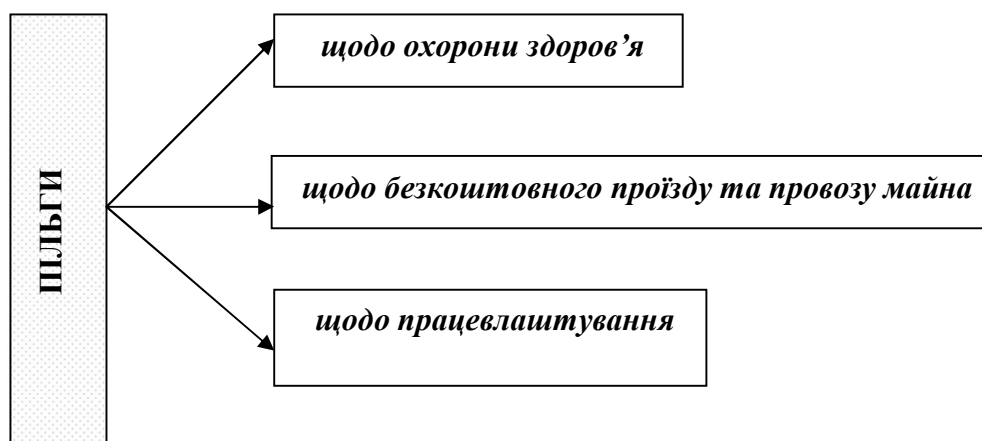 ПІЛЬГИ
щодо охорони здоров’я
щодо безкоштовного проїзду та провозу майна
щодо працевлаштування